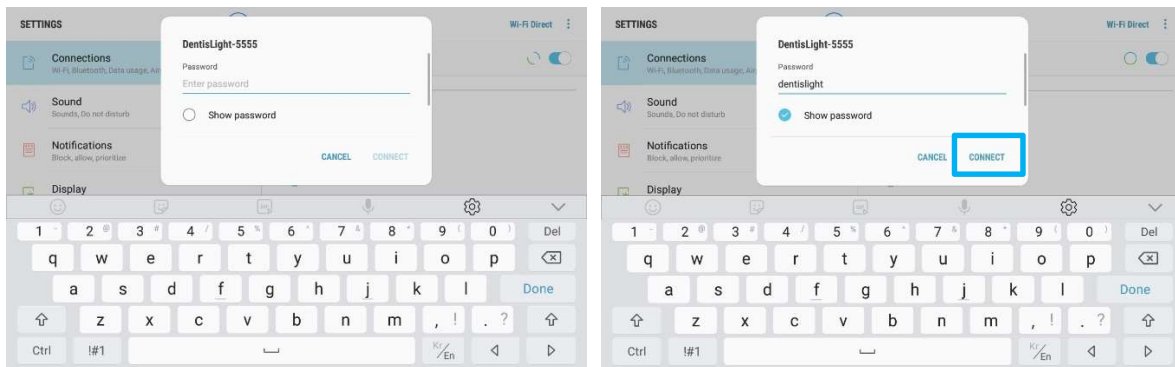 SETTINGS
Wi-Fi Direct
DentisLight-5555
Connections
Wi-Fi, Bluetooth, Data usage, Air
Password
Enter password
Sound
Sounds, Do not disturb
Show password
Notifications
Block, allow, prioritize
CANCEL CONNECT
Display
1 - 2 @ 3 # 4 / 5 % 6 ^ 7 & 8 * 9 ( 0 ) Del
q w e r t y u i o p
a s d f g h j k l Done
z x c v b n m , ! . ?
Ctrl !#1 Kr/En
SETTINGS
Wi-Fi Direct
DentisLight-5555
Connections
Wi-Fi, Bluetooth, Data usage, Air
Password
dentislight
Sound
Sounds, Do not disturb
Show password
Notifications
Block, allow, prioritize
CANCEL CONNECT
Display
1 - 2 @ 3 # 4 / 5 % 6 ^ 7 & 8 * 9 ( 0 ) Del
q w e r t y u i o p
a s d f g h j k l Done
z x c v b n m , ! . ?
Ctrl !#1 Kr/En